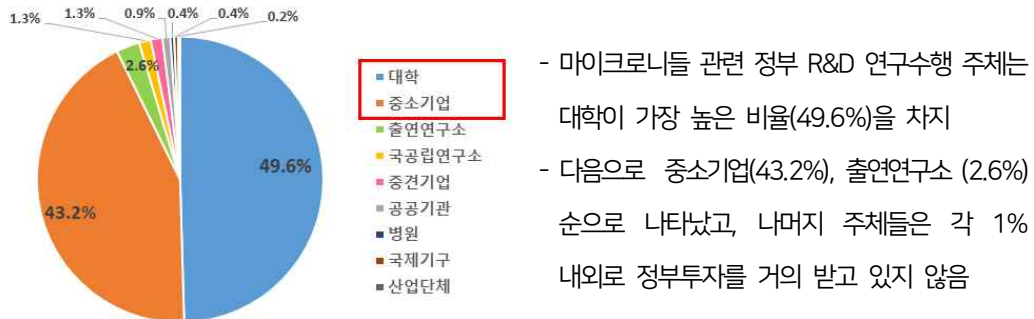 1.3%
1.3%
0.9%
0.4%
0.4%
0.2%
2.6%
49.6%
43.2%
대학
중소기업
출연연구소
국공립연구소
중견기업
공공기관
병원
국제기구
산업단체
- 마이크로니들 관련 정부 R&D 연구수행 주체는
대학이 가장 높은 비율(49.6%)을 차지
- 다음으로 중소기업(43.2%), 출연연구소 (2.6%)
순으로 나타났고, 나머지 주체들은 각 1%
내외로 정부투자를 거의 받고 있지 않음